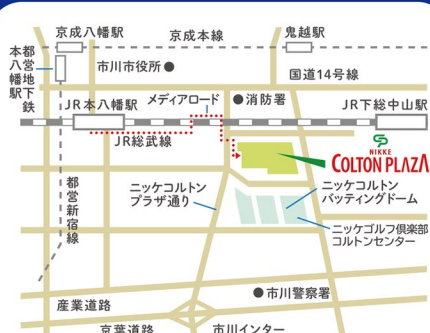 京成八幡駅
京成本線
鬼越駅
都営地下鉄
本八幡駅
市川市役所●
国道14号線
メディアロード
●消防署
JR本八幡駅
JR下総中山駅
JR総武線
NIKKE
COLTON PLAZA
都営新宿線
ニッケコルトン
プラザ通り
ニッケコルトン
バッティングドーム
ニッケゴルフ倶楽部
コルトンセンター
●市川警察署
産業道路
京葉道路
市川インター